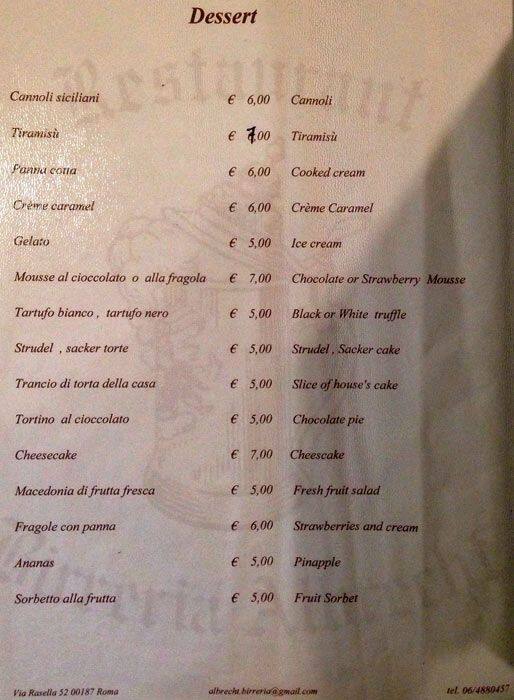 Dessert
Restaurant
Cannoli siciliani € 6,00 Cannoli
Tiramisù € 7,00 Tiramisù
Panna cotta € 6,00 Cooked cream
Crème caramel € 6,00 Crème Caramel
Gelato € 5,00 Ice cream
Mousse al cioccolato o alla fragola € 7,00 Chocolate or Strawberry Mousse
Tartufo bianco , tartufo nero € 5,00 Black or White truffle
Strudel , sacker torte € 5,00 Strudel , Sacker cake
Trancio di torta della casa € 5,00 Slice of house's cake
Tortino al cioccolato € 5,00 Chocolate pie
Cheesecake € 7,00 Cheescake
Macedonia di frutta fresca € 5,00 Fresh fruit salad
Fragole con panna € 6,00 Strawberries and cream
Ananas € 5,00 Pinapple
Sorbetto alla frutta € 5,00 Fruit Sorbet
Birreria
Via Rasella 52 00187 Roma albrecht.birreria@gmail.com tel. 06/4880457